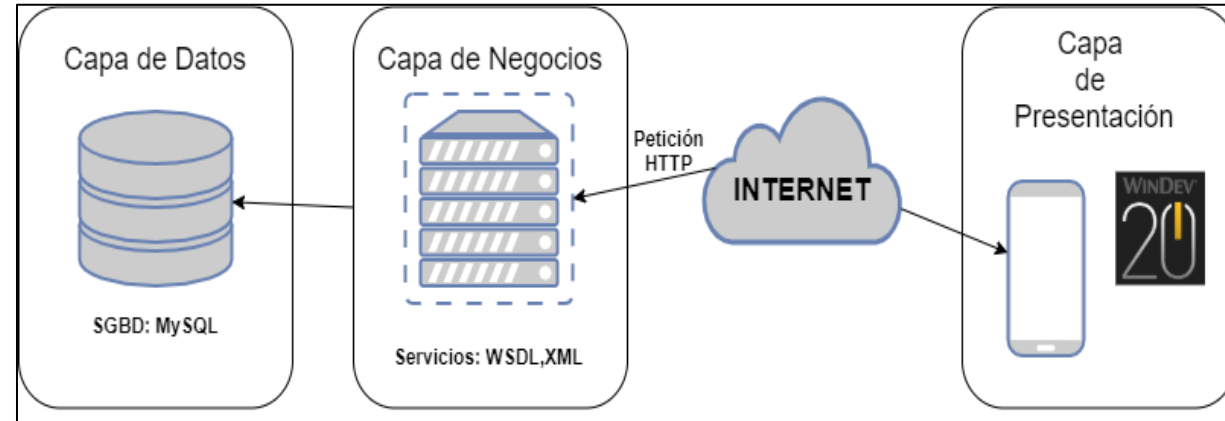 Capa de Datos
SGBD: MySQL
Capa de Negocios
Servicios: WSDL,XML
Petición
HTTP
INTERNET
Capa
de
Presentación
WINDEV
20